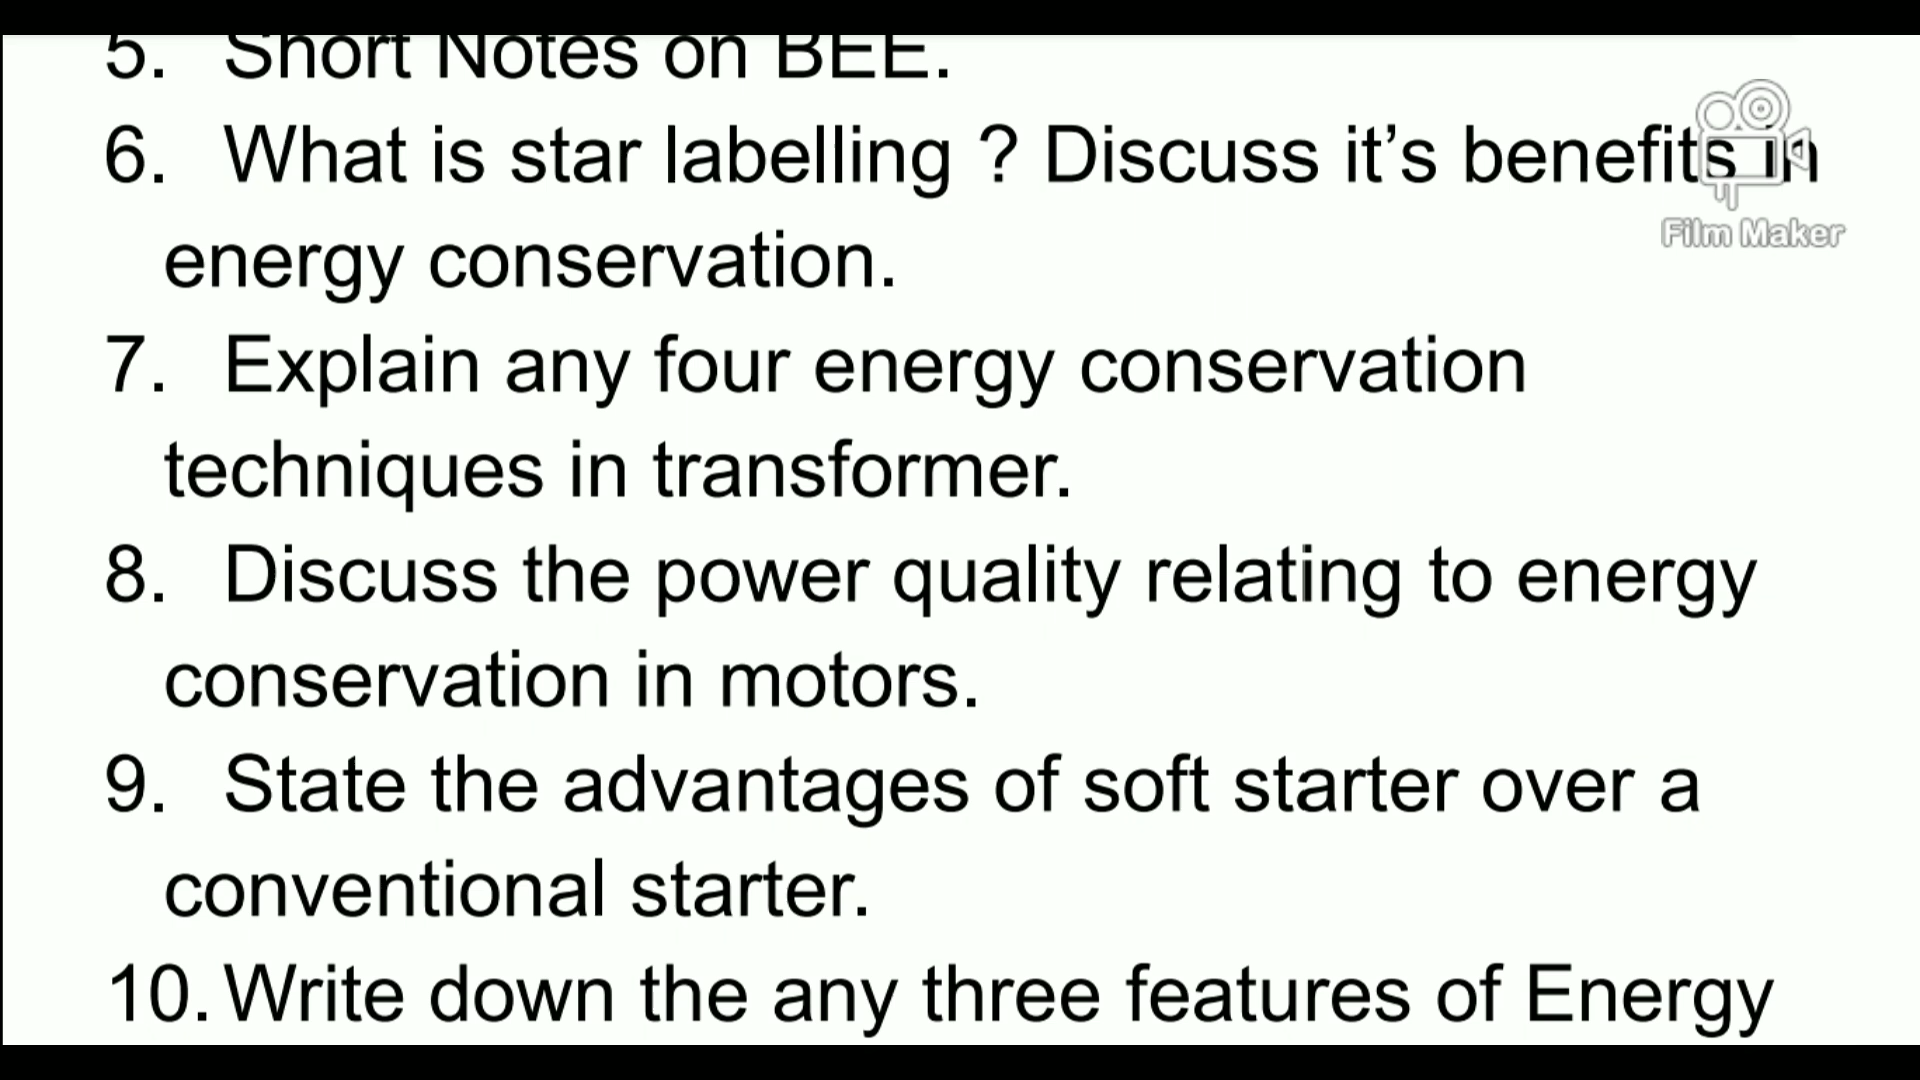 5. Short Notes on BEE.
6. What is star labelling ? Discuss it’s benefits in
energy conservation.
7. Explain any four energy conservation
techniques in transformer.
8. Discuss the power quality relating to energy
conservation in motors.
9. State the advantages of soft starter over a
conventional starter.
10. Write down the any three features of Energy
Film Maker